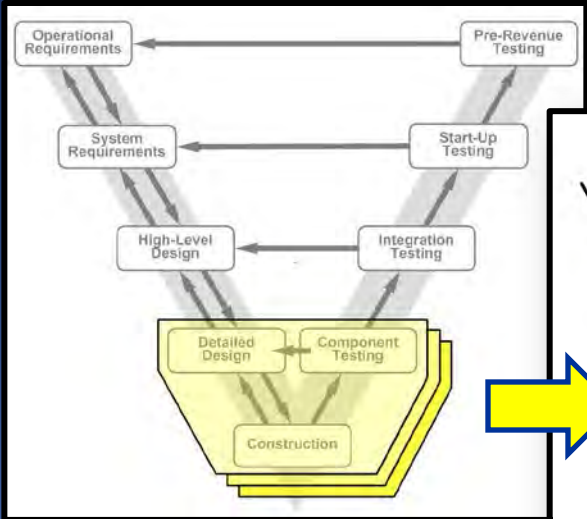 Operational
Requirements
Pre-Revenue
Testing
System
Requirements
Start-Up
Testing
High-Level
Design
Integration
Testing
Detailed
Design
Component
Testing
Construction